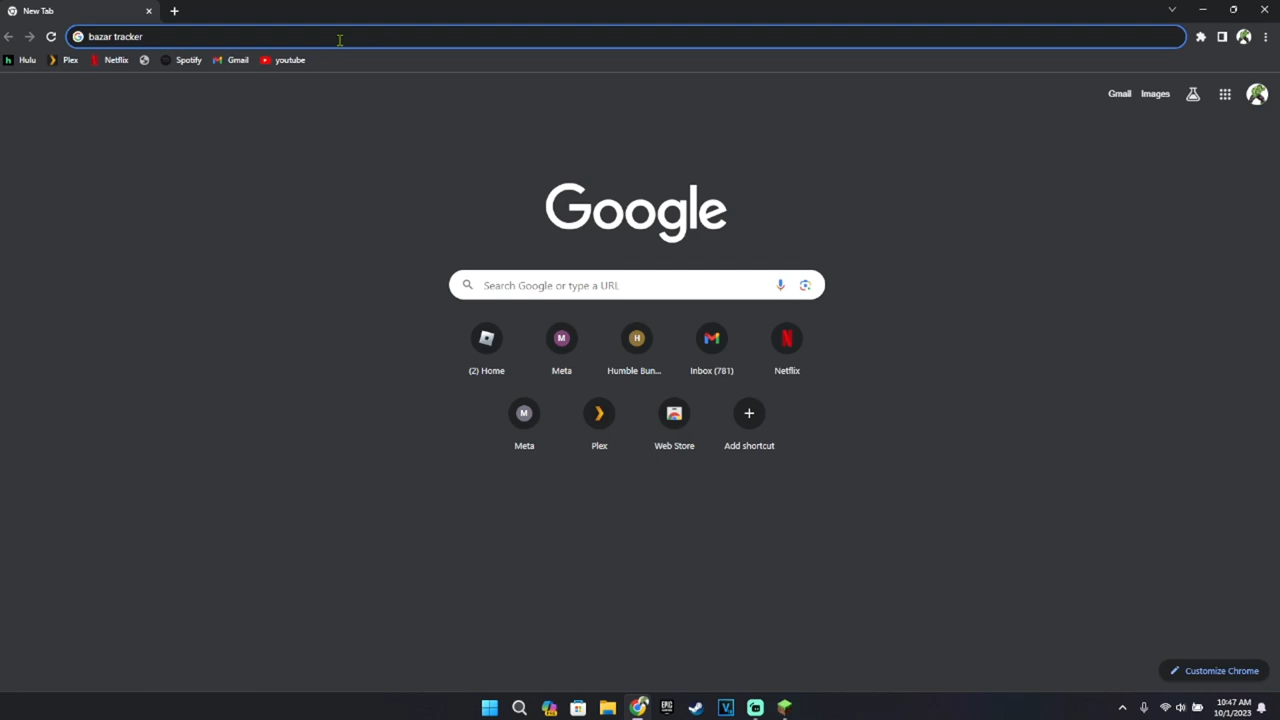 New Tab
bazar tracker
Hulu Plex Netflix Spotify Gmail youtube
Gmail Images
Google
Search Google or type a URL
M H
(2) Home Meta Humble Bun... Inbox (781) Netflix
M
Meta Plex Web Store Add shortcut
Customize Chrome
EPIC
10:47 AM
10/1/2023